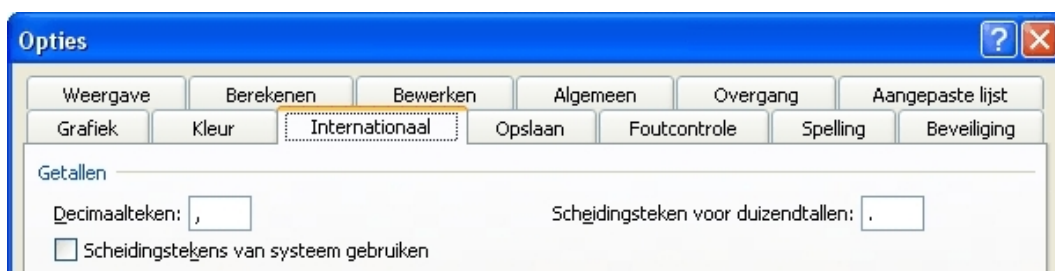 Opties
Weergave Berekenen Bewerken Algemeen Overgang Aangepaste lijst
Grafiek Kleur Internationaal Opslaan Foutcontrole Spelling Beveiliging
Getallen
Decimaalteken: , Scheidingsteken voor duizendtallen: .
Scheidingstekens van systeem gebruiken